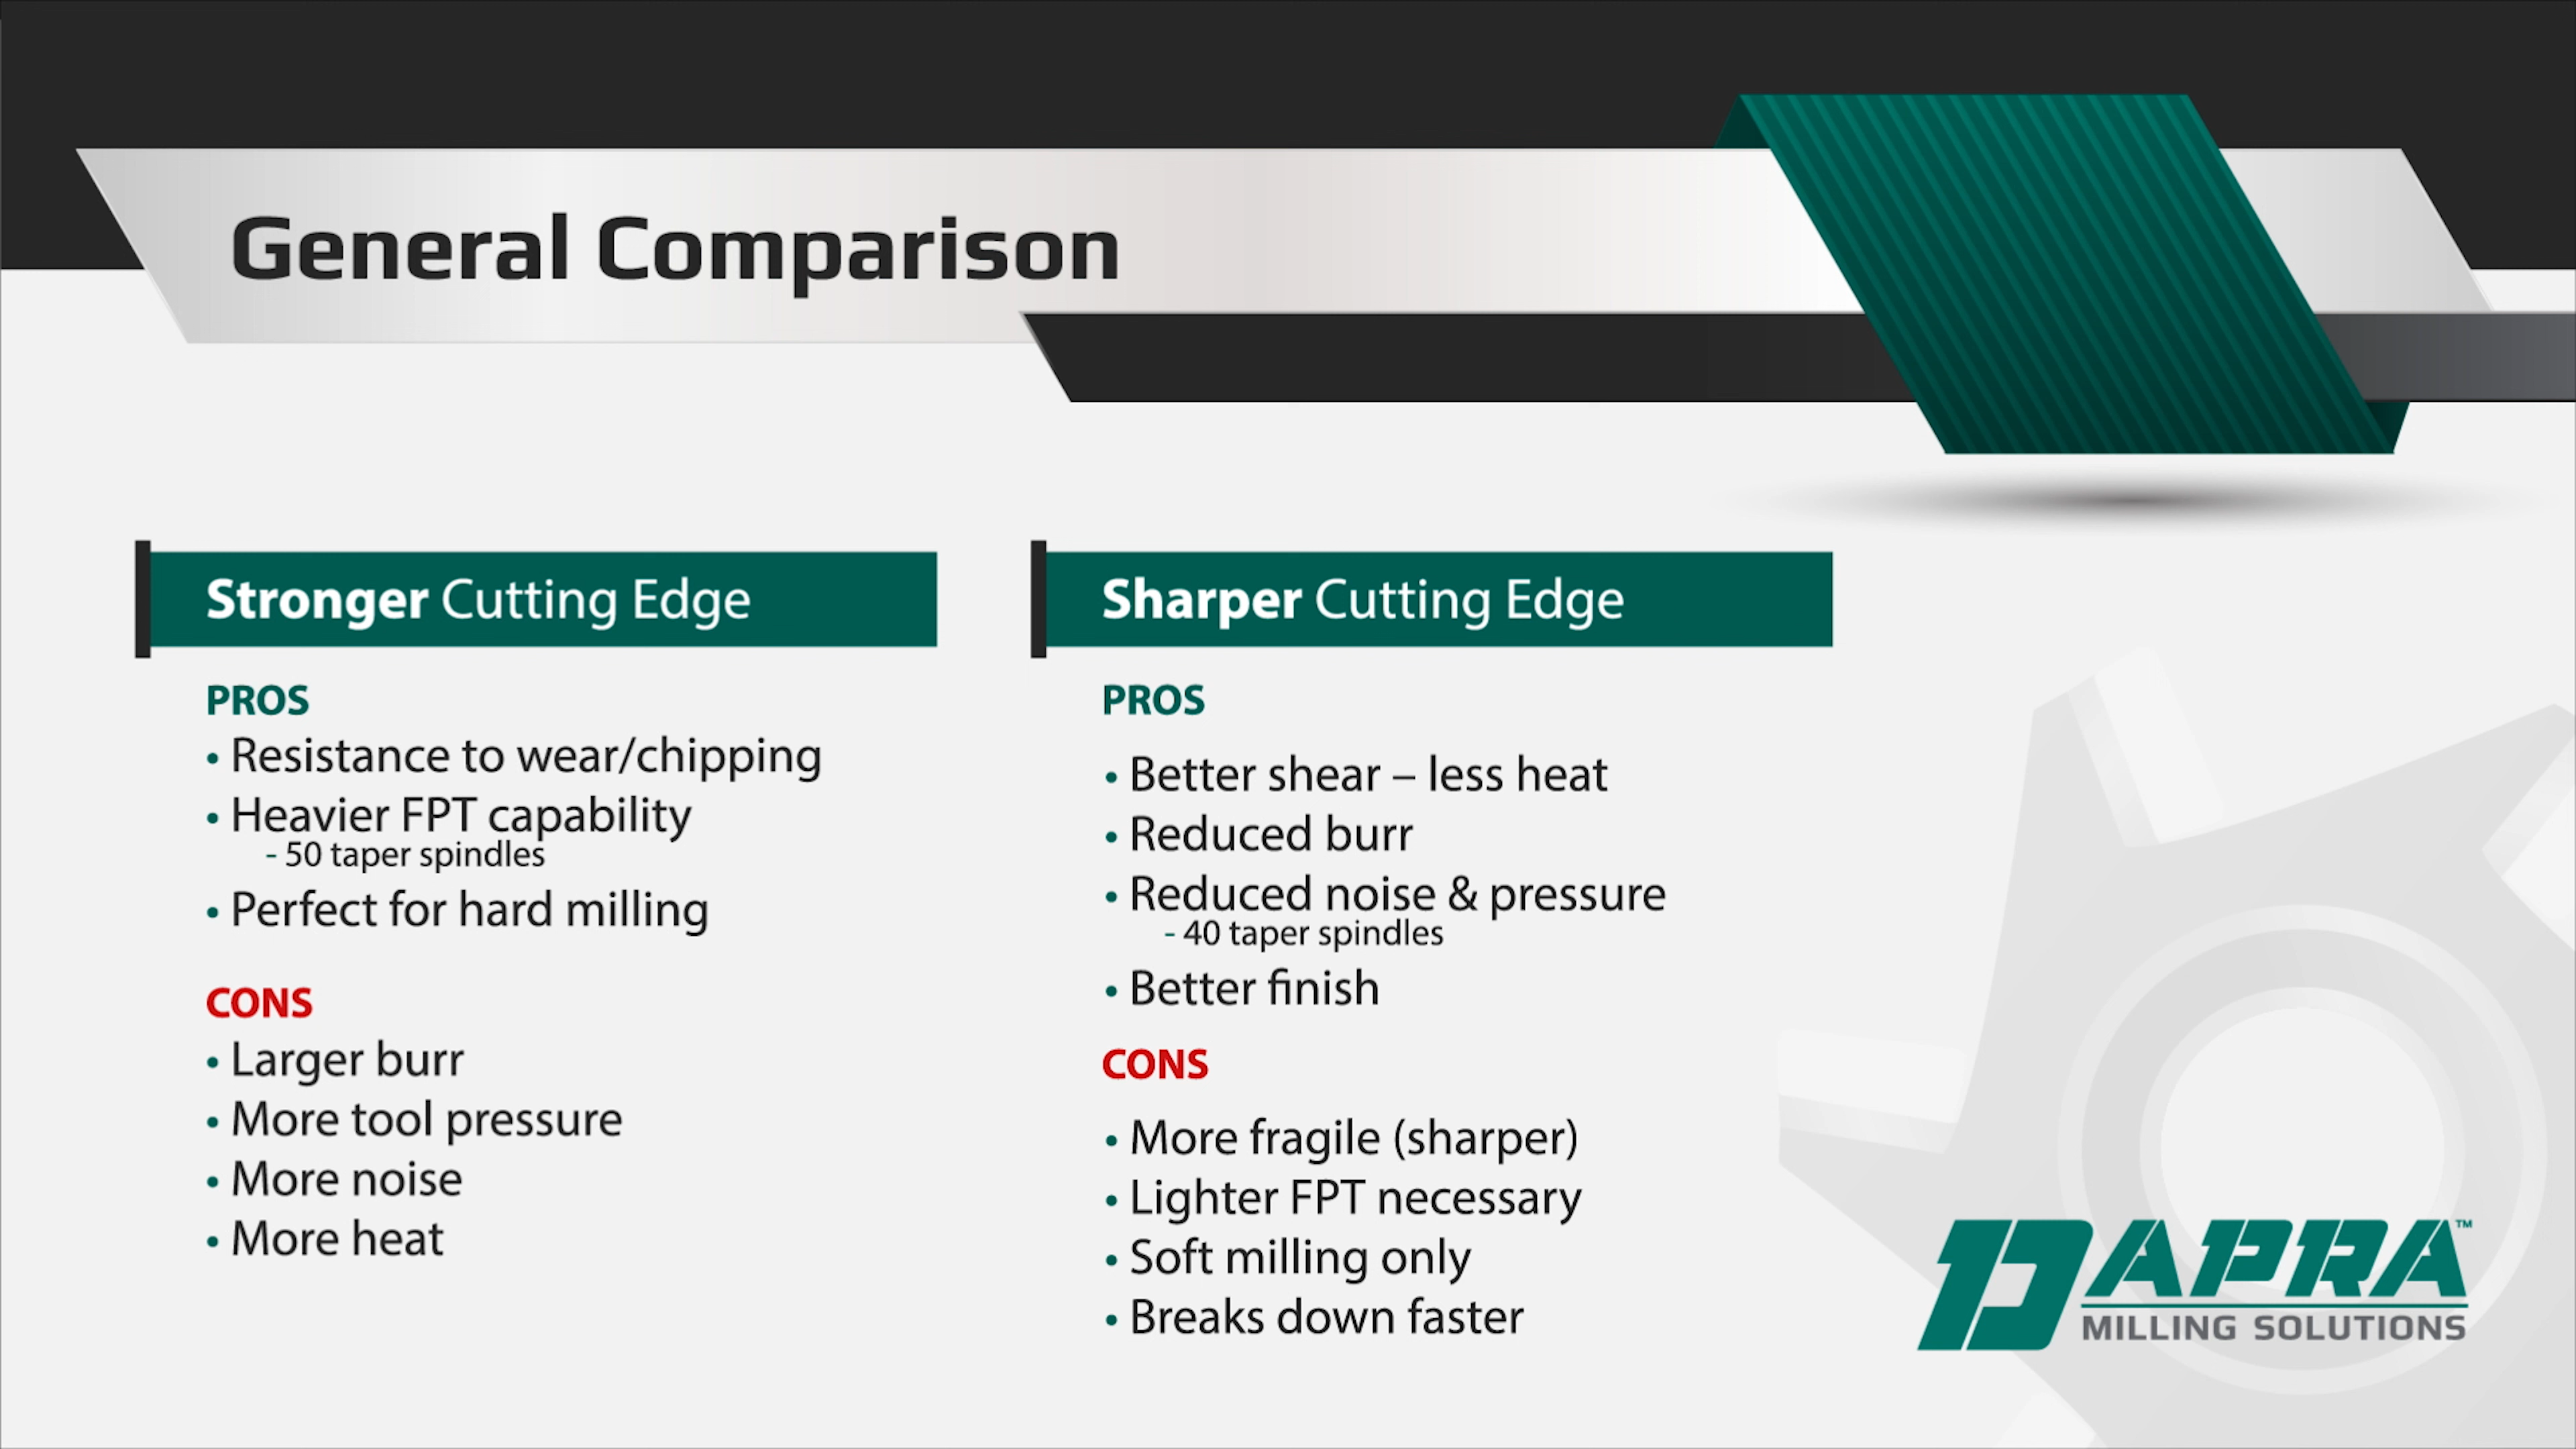 General Comparison
Stronger Cutting Edge
PROS
• Resistance to wear/chipping
• Heavier FPT capability
- 50 taper spindles
• Perfect for hard milling
CONS
• Larger burr
• More tool pressure
• More noise
• More heat
Sharper Cutting Edge
PROS
• Better shear – less heat
• Reduced burr
• Reduced noise & pressure
- 40 taper spindles
• Better finish
CONS
• More fragile (sharper)
• Lighter FPT necessary
• Soft milling only
• Breaks down faster
DAPRA™
MILLING SOLUTIONS